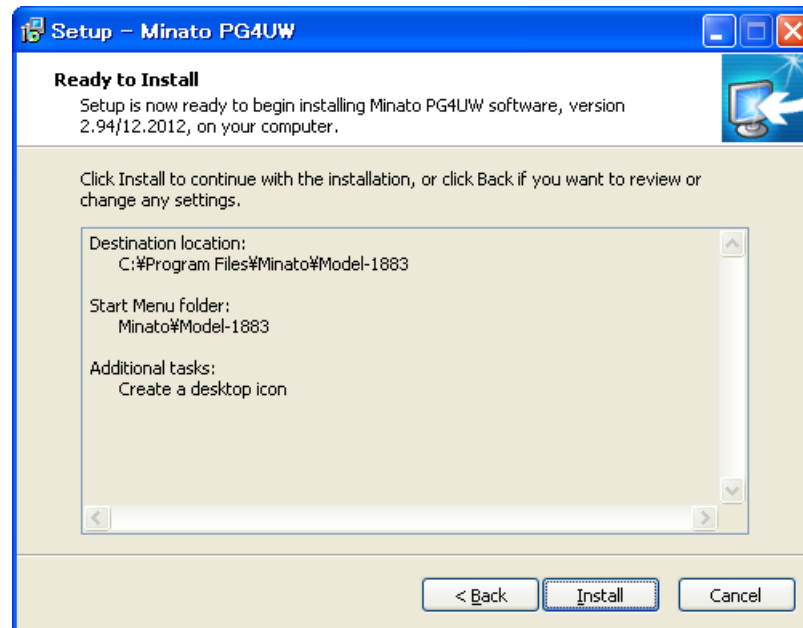 Setup - Minato PG4UW
Ready to Install
Setup is now ready to begin installing Minato PG4UW software, version
2.94/12.2012, on your computer.
Click Install to continue with the installation, or click Back if you want to review or
change any settings.
Destination location:
C:¥Program Files¥Minato¥Model-1883
Start Menu folder:
Minato¥Model-1883
Additional tasks:
Create a desktop icon
< Back
Install
Cancel